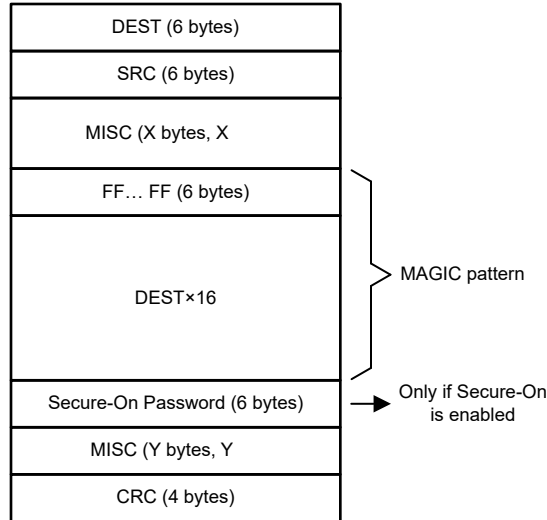 DEST (6 bytes)
SRC (6 bytes)
MISC (X bytes, X
FF… FF (6 bytes)
DEST×16
MAGIC pattern
Secure-On Password (6 bytes)
Only if Secure-On
is enabled
MISC (Y bytes, Y
CRC (4 bytes)